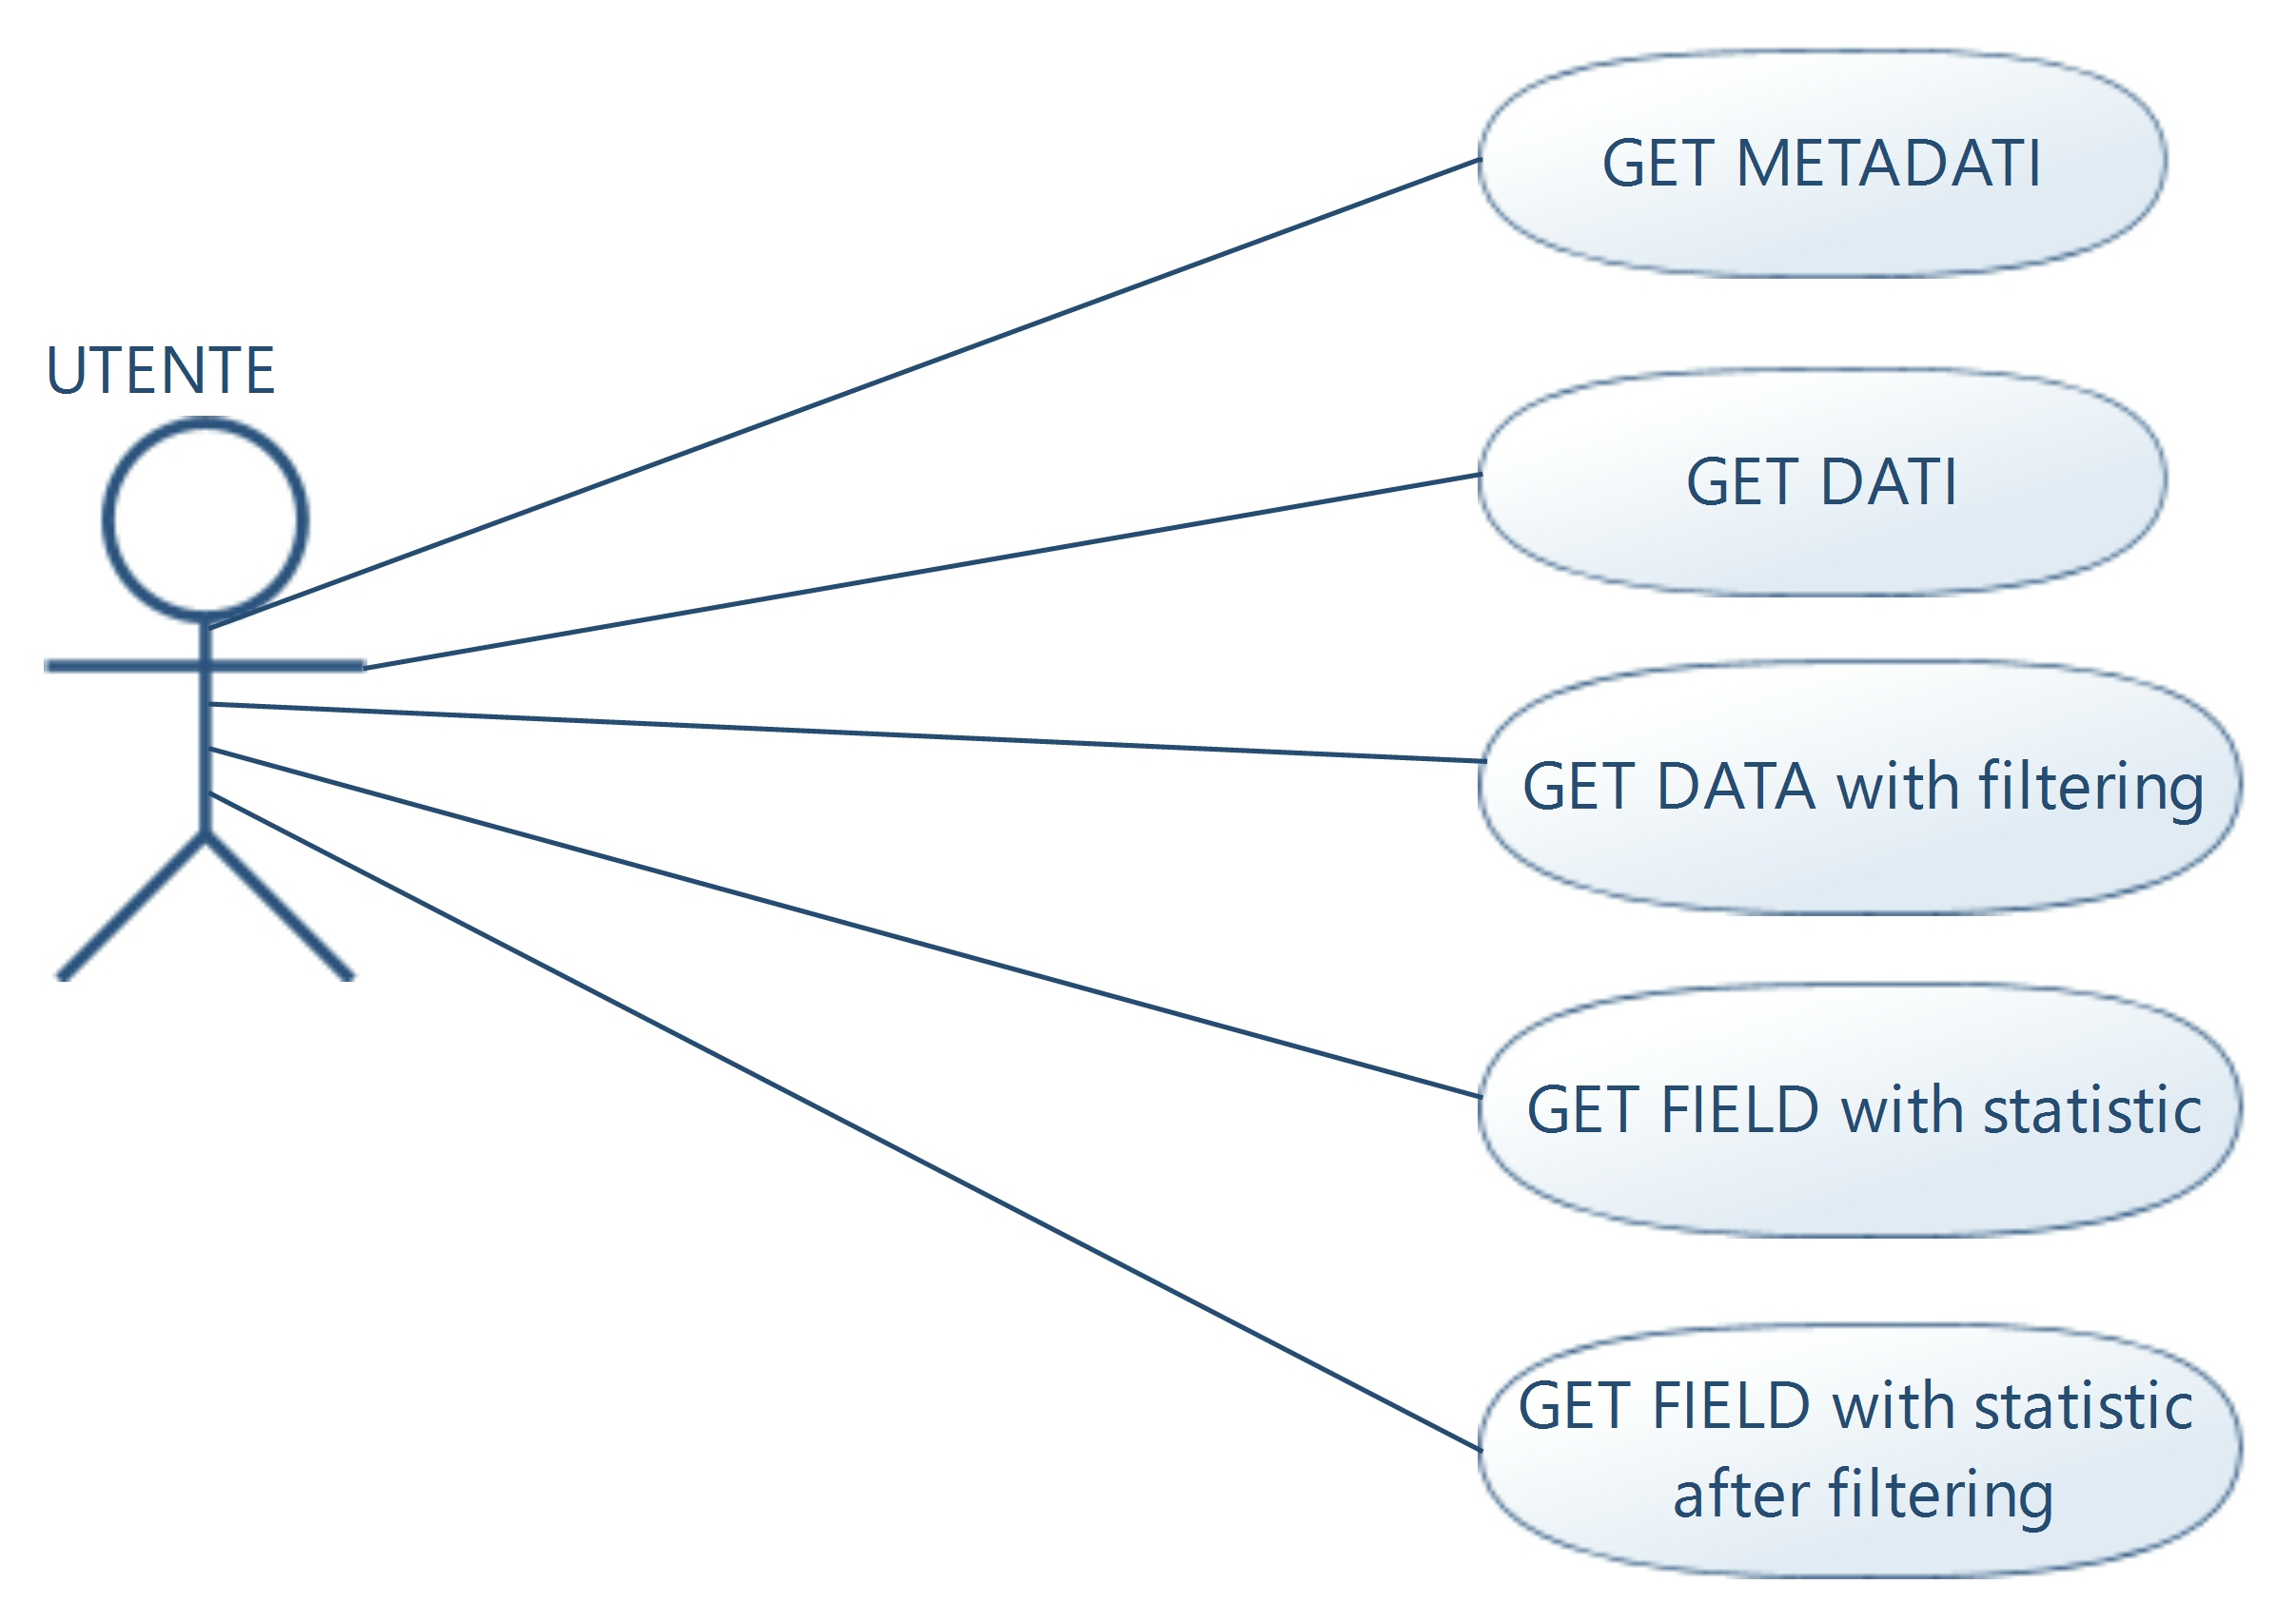 UTENTE
GET METADATI
GET DATI
GET DATA with filtering
GET FIELD with statistic
GET FIELD with statistic
after filtering